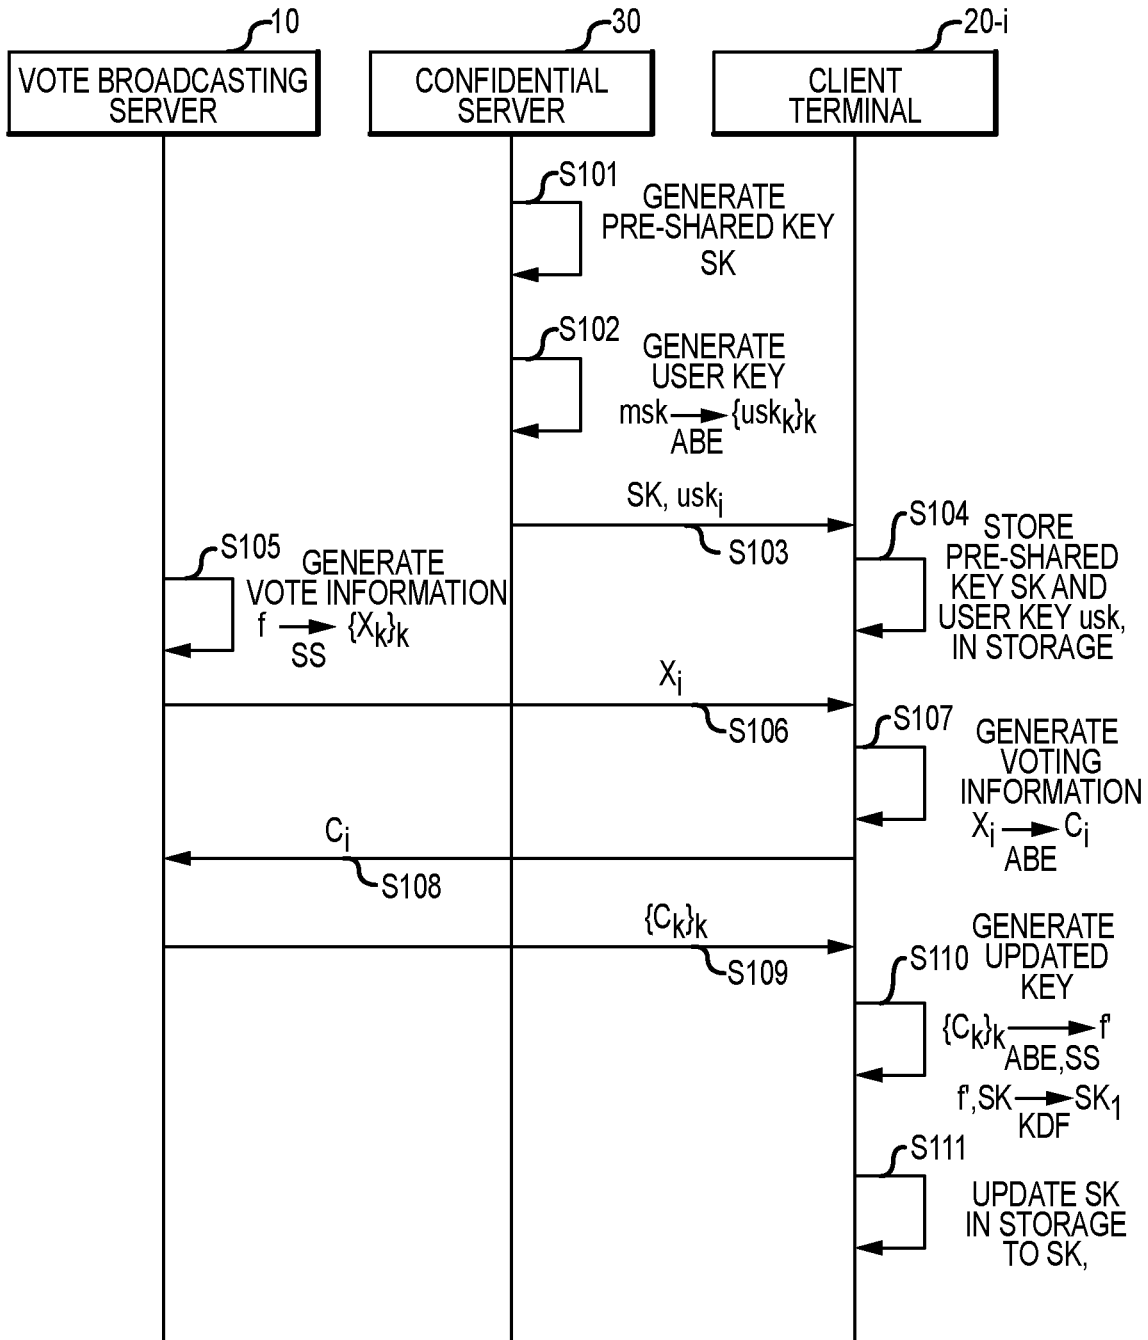 10
30
20-i
VOTE BROADCASTING
SERVER
CONFIDENTIAL
SERVER
CLIENT
TERMINAL
S101
GENERATE
PRE-SHARED KEY
SK
S102
GENERATE
USER KEY
msk → {uskk}k
ABE
SK, uski
S103
S104
STORE
PRE-SHARED
KEY SK AND
USER KEY usk,
IN STORAGE
S105
GENERATE
VOTE INFORMATION
f → {Xk}k
SS
Xi
S106
S107
GENERATE
VOTING
INFORMATION
Xi → Ci
ABE
Ci
S108
{Ck}k
S109
S110
GENERATE
UPDATED
KEY
{Ck}k → f'
ABE,SS
f',SK → SK1
KDF
S111
UPDATE SK
IN STORAGE
TO SK,